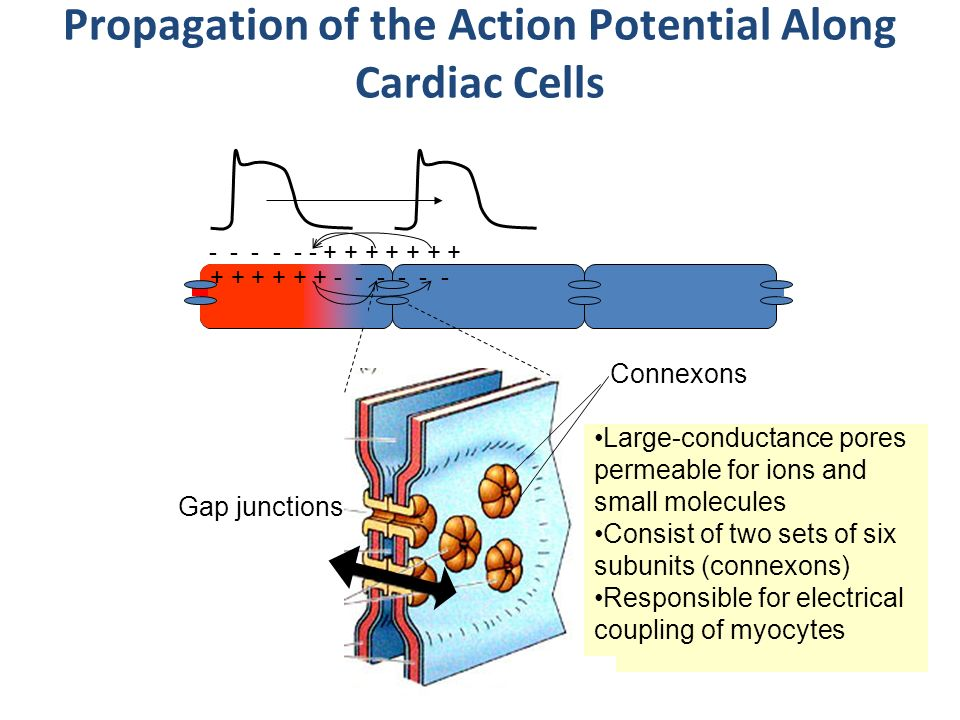 Propagation of the Action Potential Along
Cardiac Cells
- - - - - - + + + + + + +
+ + + + + + - - - - - -
Connexons
•Large-conductance pores
permeable for ions and
small molecules
•Consist of two sets of six
subunits (connexons)
•Responsible for electrical
coupling of myocytes
Gap junctions